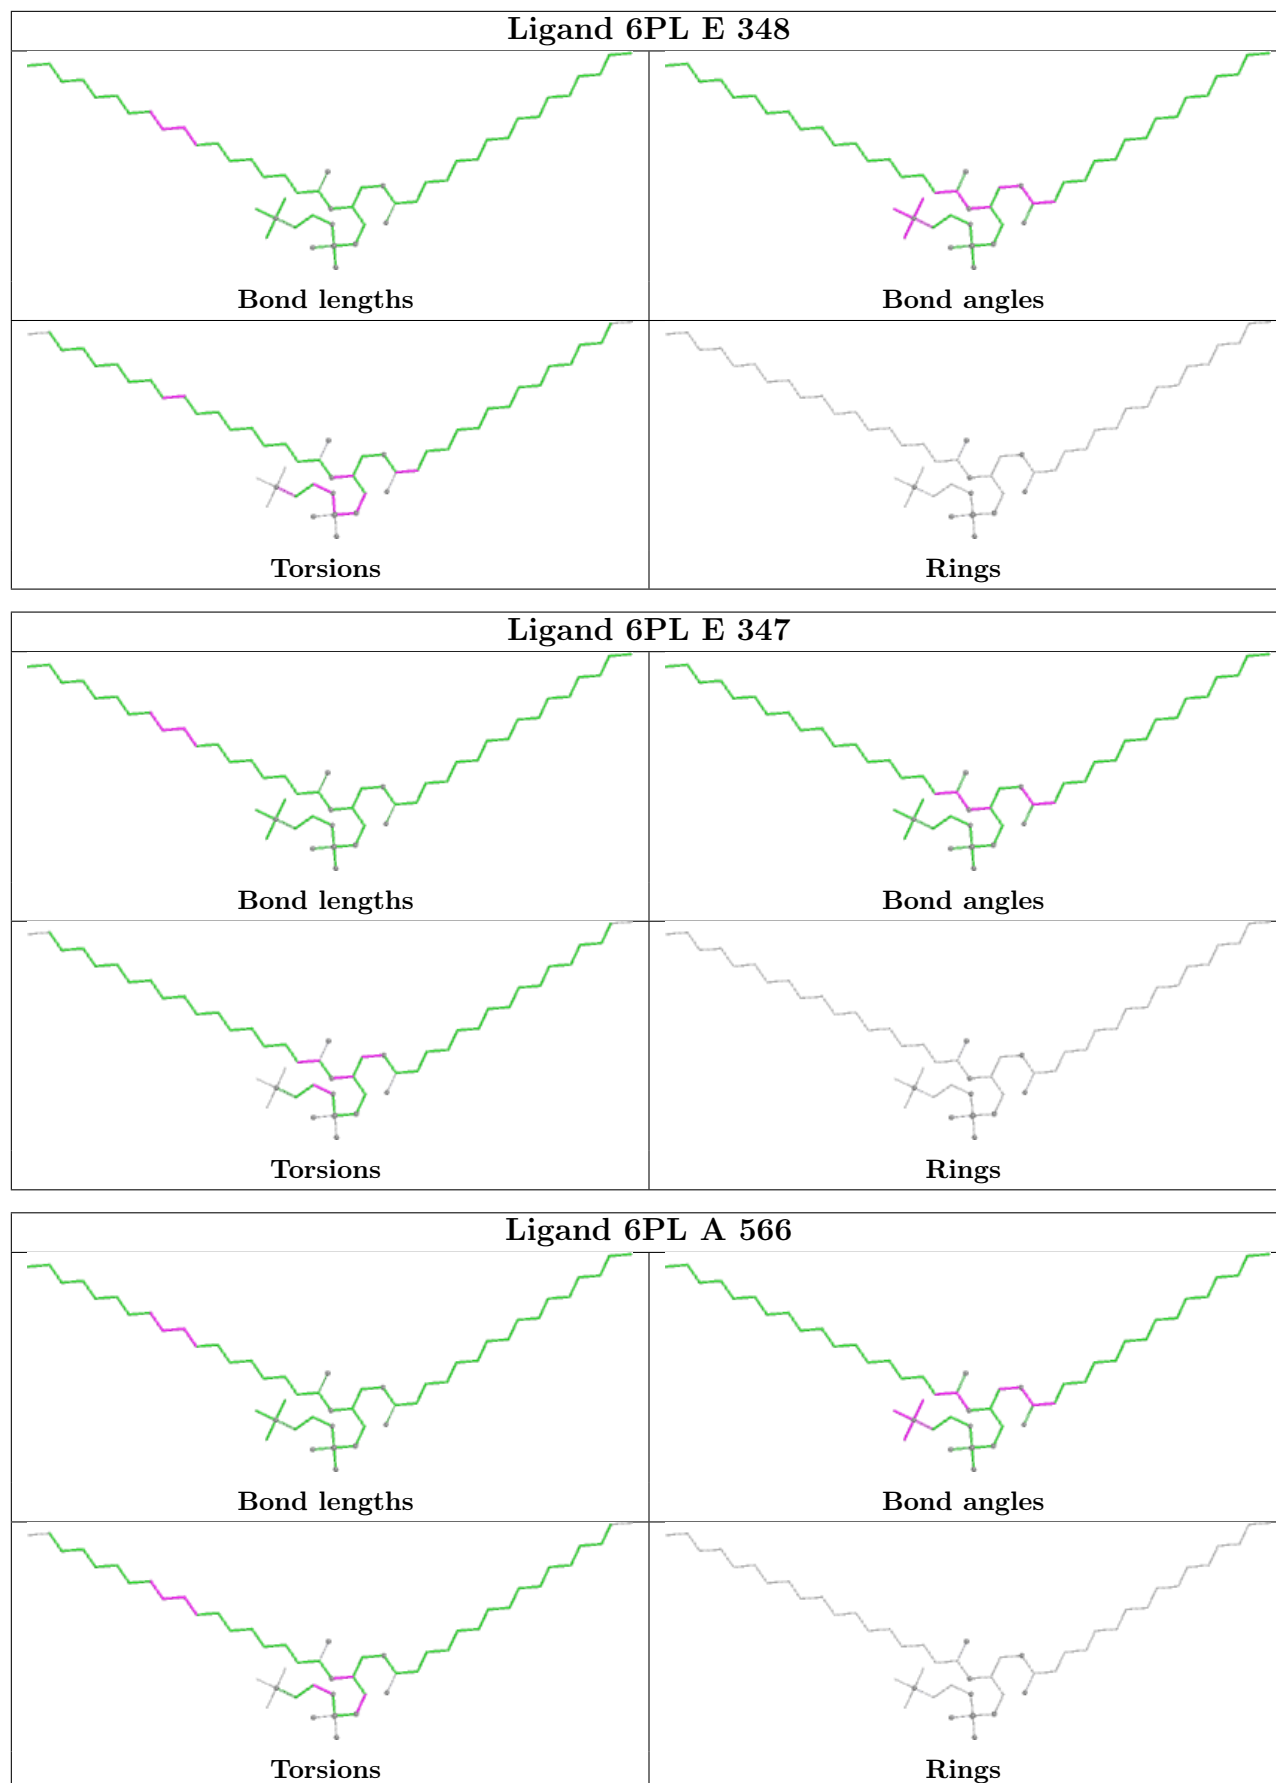 Ligand 6PL E 348
Bond lengths
Bond angles
Torsions
Rings
Ligand 6PL E 347
Bond lengths
Bond angles
Torsions
Rings
Ligand 6PL A 566
Bond lengths
Bond angles
Torsions
Rings